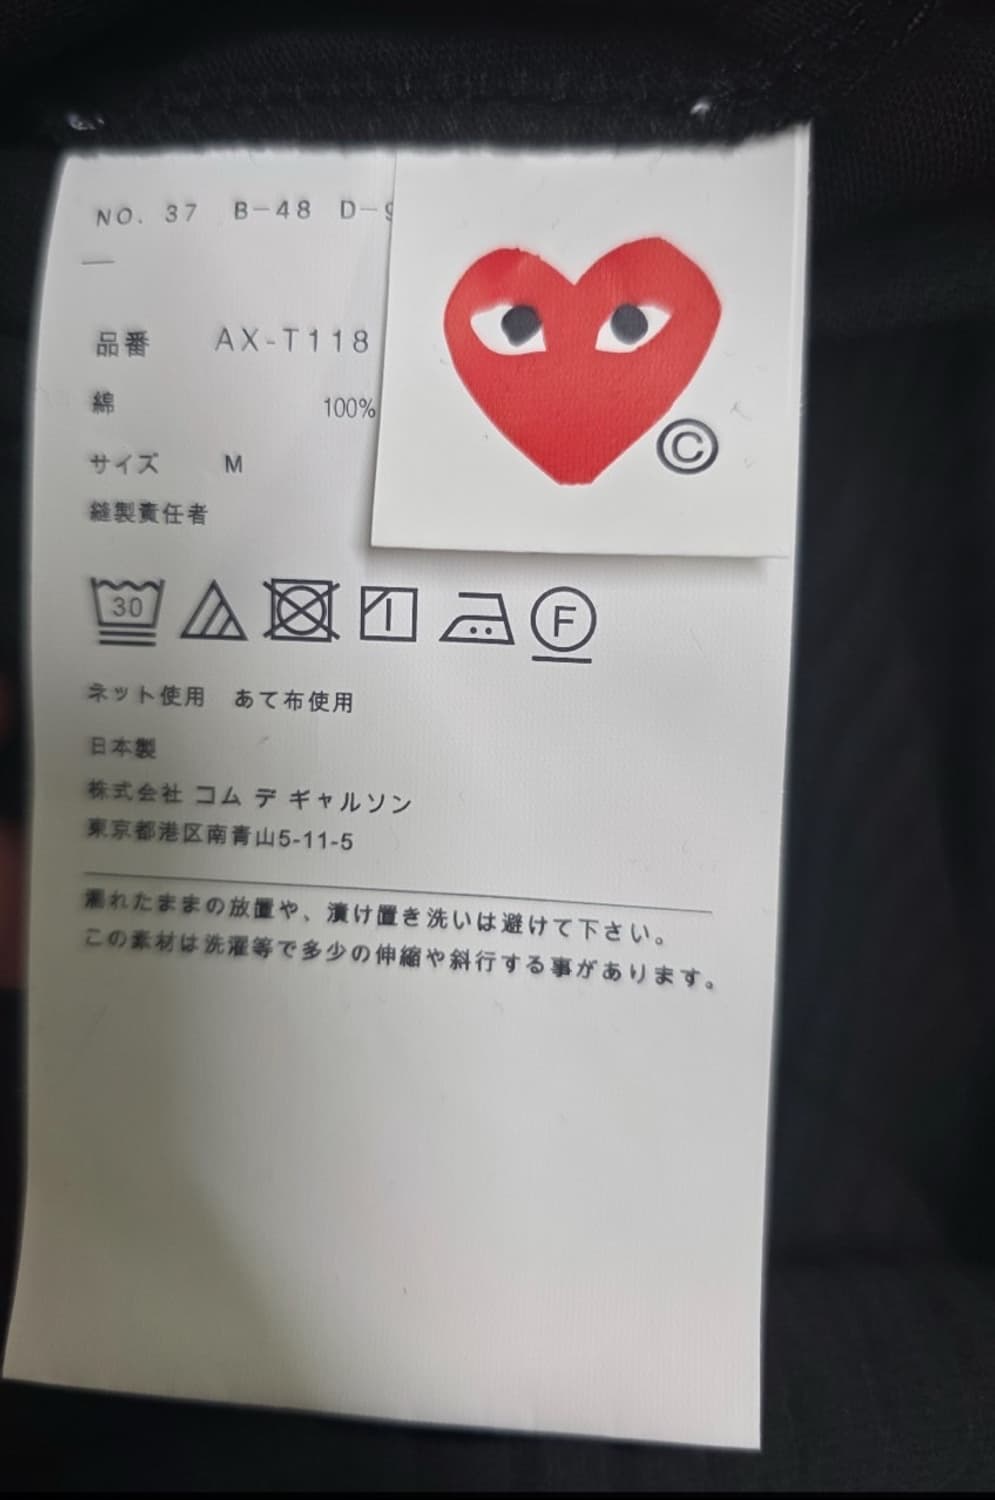 NO. 37 B-48 D-9
品番 AX-T118
綿 100%
サイズ M
縫製責任者
30
F
ネット使用 あて布使用
日本製
株式会社 コム デ ギャルソン
東京都港区南青山5-11-5
濡れたままの放置や、漬け置き洗いは避けて下さい。
この素材は洗濯等で多少の伸縮や斜行する事があります。
©